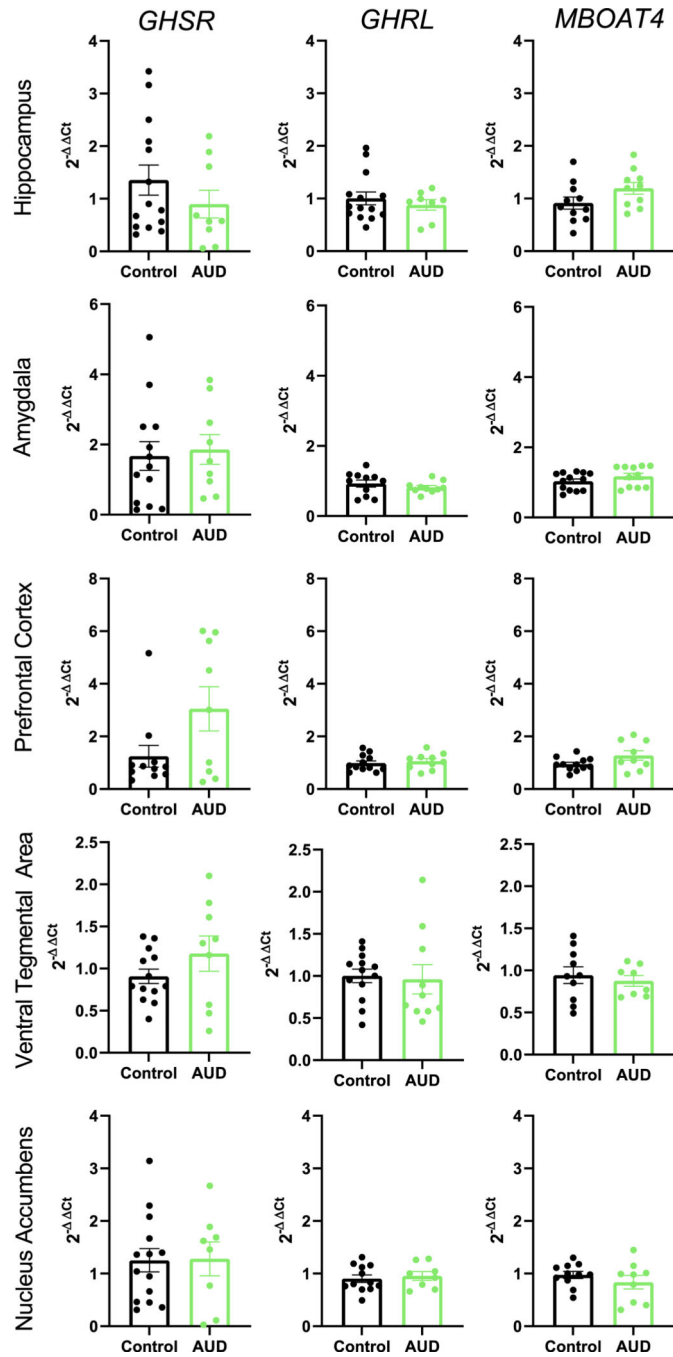 GHSR GHRL MBOAT4
Hippocampus
2-ΔΔCt
4
3
2
1
0
Control AUD
2-ΔΔCt
4
3
2
1
0
Control AUD
2-ΔΔCt
4
3
2
1
0
Control AUD
Amygdala
2-ΔΔCt
6
4
2
0
Control AUD
2-ΔΔCt
6
4
2
0
Control AUD
2-ΔΔCt
6
4
2
0
Control AUD
Prefrontal Cortex
2-ΔΔCt
8
6
4
2
0
Control AUD
2-ΔΔCt
8
6
4
2
0
Control AUD
2-ΔΔCt
8
6
4
2
0
Control AUD
Ventral Tegmental Area
2-ΔΔCt
2.5
2.0
1.5
1.0
0.5
0.0
Control AUD
2-ΔΔCt
2.5
2.0
1.5
1.0
0.5
0.0
Control AUD
2-ΔΔCt
2.5
2.0
1.5
1.0
0.5
0.0
Control AUD
Nucleus Accumbens
2-ΔΔCt
4
3
2
1
0
Control AUD
2-ΔΔCt
4
3
2
1
0
Control AUD
2-ΔΔCt
4
3
2
1
0
Control AUD